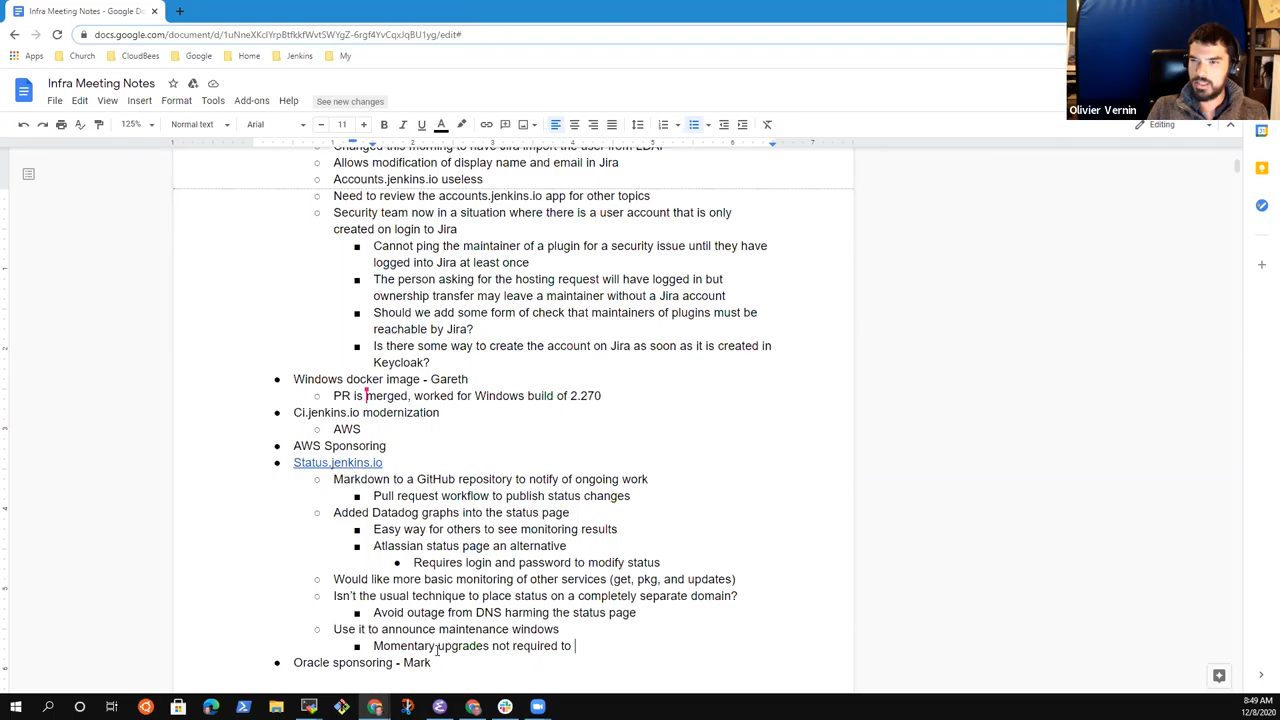 Infra Meeting Notes - Google Do
docs.google.com/document/d/1uNneXKclYrpBtfkkfWvtSWYgZ-6rgf4YvCqxJqBU1yg/edit#
Apps Church CloudBees Google Home Jenkins My
Olivier Vernin
Infra Meeting Notes
File Edit View Insert Format Tools Add-ons Help See new changes
125% Normal text Arial 11 Editing
Changed this morning to have Jira import the user from LDAP
Allows modification of display name and email in Jira
Accounts.jenkins.io useless
Need to review the accounts.jenkins.io app for other topics
Security team now in a situation where there is a user account that is only
created on login to Jira
Cannot ping the maintainer of a plugin for a security issue until they have
logged into Jira at least once
The person asking for the hosting request will have logged in but
ownership transfer may leave a maintainer without a Jira account
Should we add some form of check that maintainers of plugins must be
reachable by Jira?
Is there some way to create the account on Jira as soon as it is created in
Keycloak?
Windows docker image - Gareth
PR is merged, worked for Windows build of 2.270
Ci.jenkins.io modernization
AWS
AWS Sponsoring
Status.jenkins.io
Markdown to a GitHub repository to notify of ongoing work
Pull request workflow to publish status changes
Added Datadog graphs into the status page
Easy way for others to see monitoring results
Atlassian status page an alternative
Requires login and password to modify status
Would like more basic monitoring of other services (get, pkg, and updates)
Isn't the usual technique to place status on a completely separate domain?
Avoid outage from DNS harming the status page
Use it to announce maintenance windows
Momentary upgrades not required to
Oracle sponsoring - Mark
8:49 AM
12/8/2020